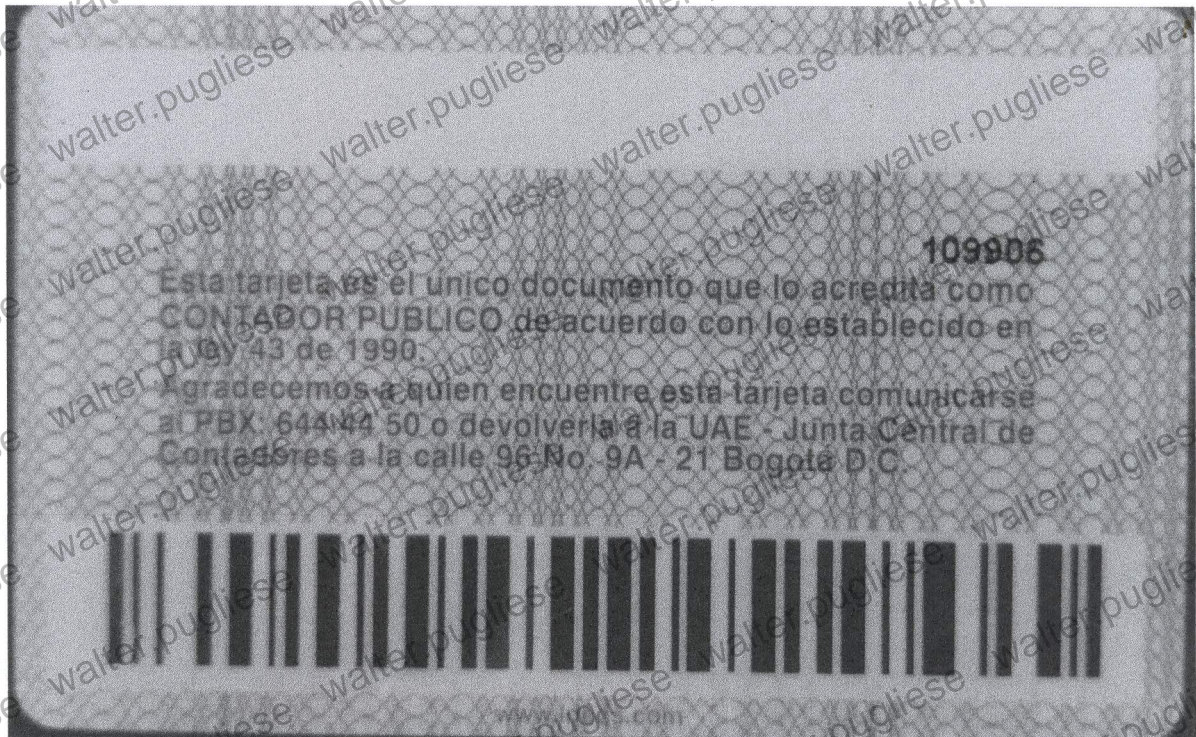 109906
Esta tarjeta es el unico documento que lo acredita como
CONTADOR PUBLICO de acuerdo con lo establecido en
la ley 43 de 1990.
Agradecemos a quien encuentre esta tarjeta comunicarse
al PBX: 644 44 50 o devolverla a la UAE - Junta Central de
Contadores a la calle 96 No. 9A - 21 Bogota D.C.
walter.pugliese